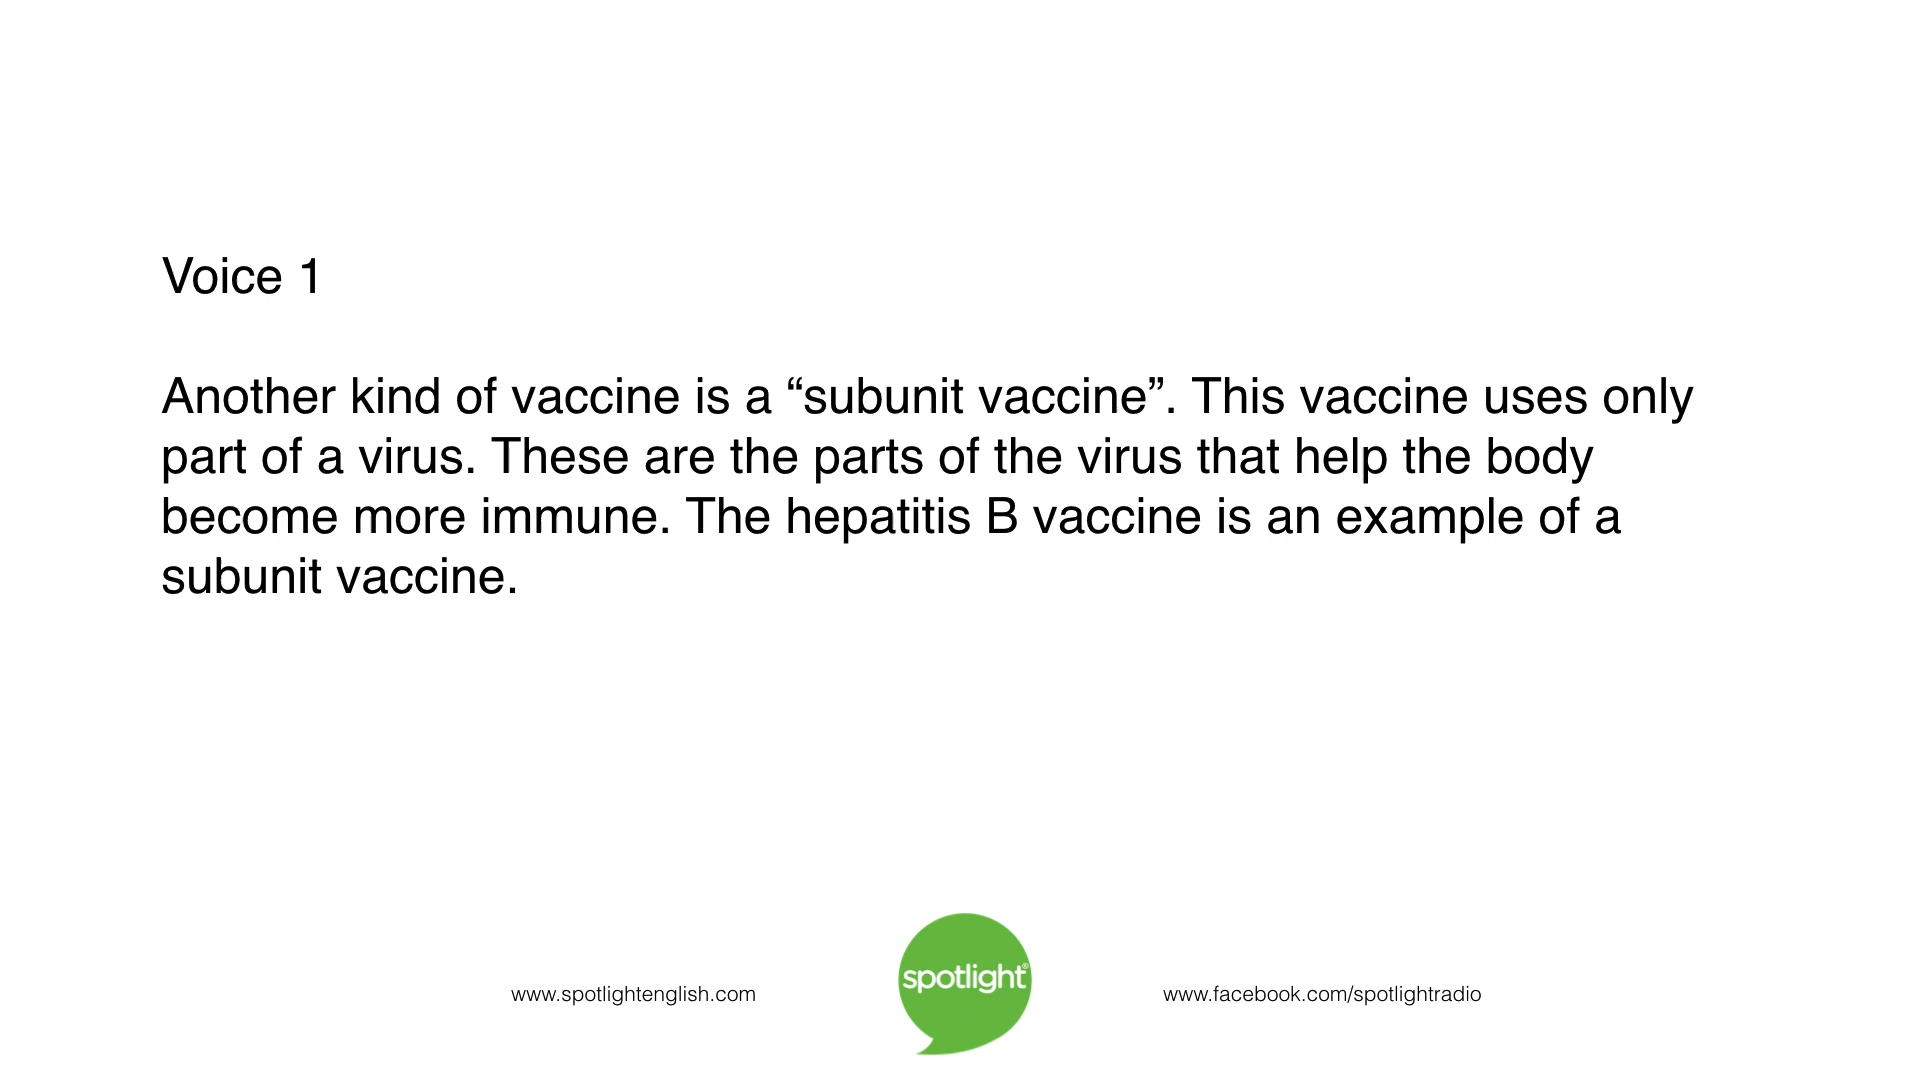 Voice 1
Another kind of vaccine is a “subunit vaccine”. This vaccine uses only
part of a virus. These are the parts of the virus that help the body
become more immune. The hepatitis B vaccine is an example of a
subunit vaccine.
www.spotlightenglish.com
spotlight®
www.facebook.com/spotlightradio